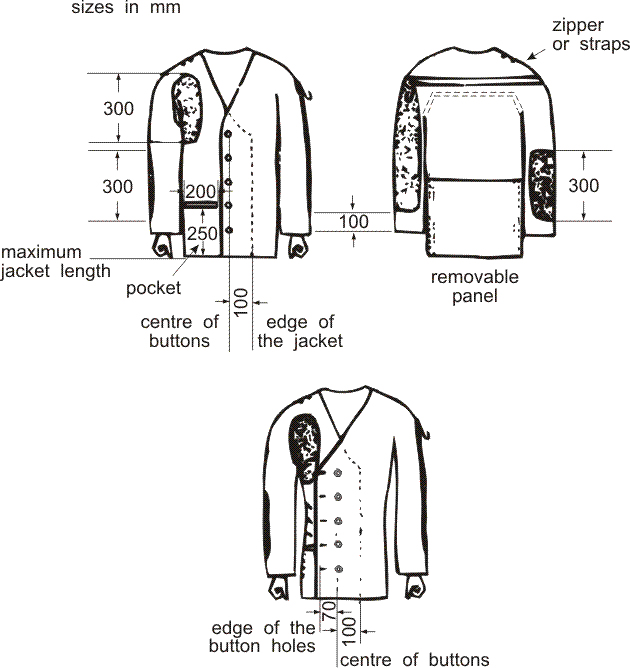 sizes in mm
zipper
or straps
300
300
200
250
100
300
maximum
jacket length
pocket
100
removable
panel
centre of
buttons
edge of
the jacket
70
100
edge of the
button holes
centre of buttons